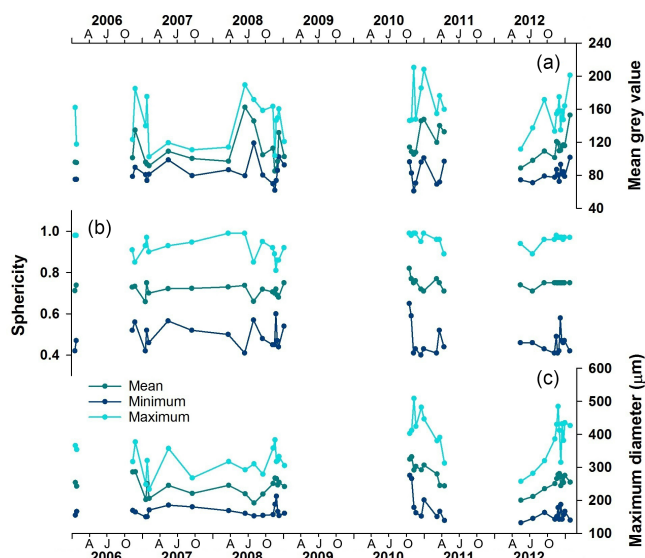 2006 2007 2008 2009 2010 2011 2012
A J O A J O A J O A J O A J O A J O A J O
(a)
240
200
160
120
80
40
Mean grey value
(b)
1.0
0.8
0.6
0.4
Sphericity
Mean
Minimum
Maximum
(c)
600
500
400
300
200
100
Maximum diameter (μm)
A J O A J O A J O A J O A J O A J O A J O
2006 2007 2008 2009 2010 2011 2012